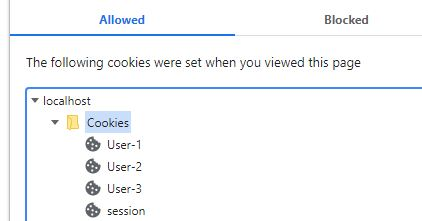 Allowed Blocked
The following cookies were set when you viewed this page
localhost
Cookies
User-1
User-2
User-3
session